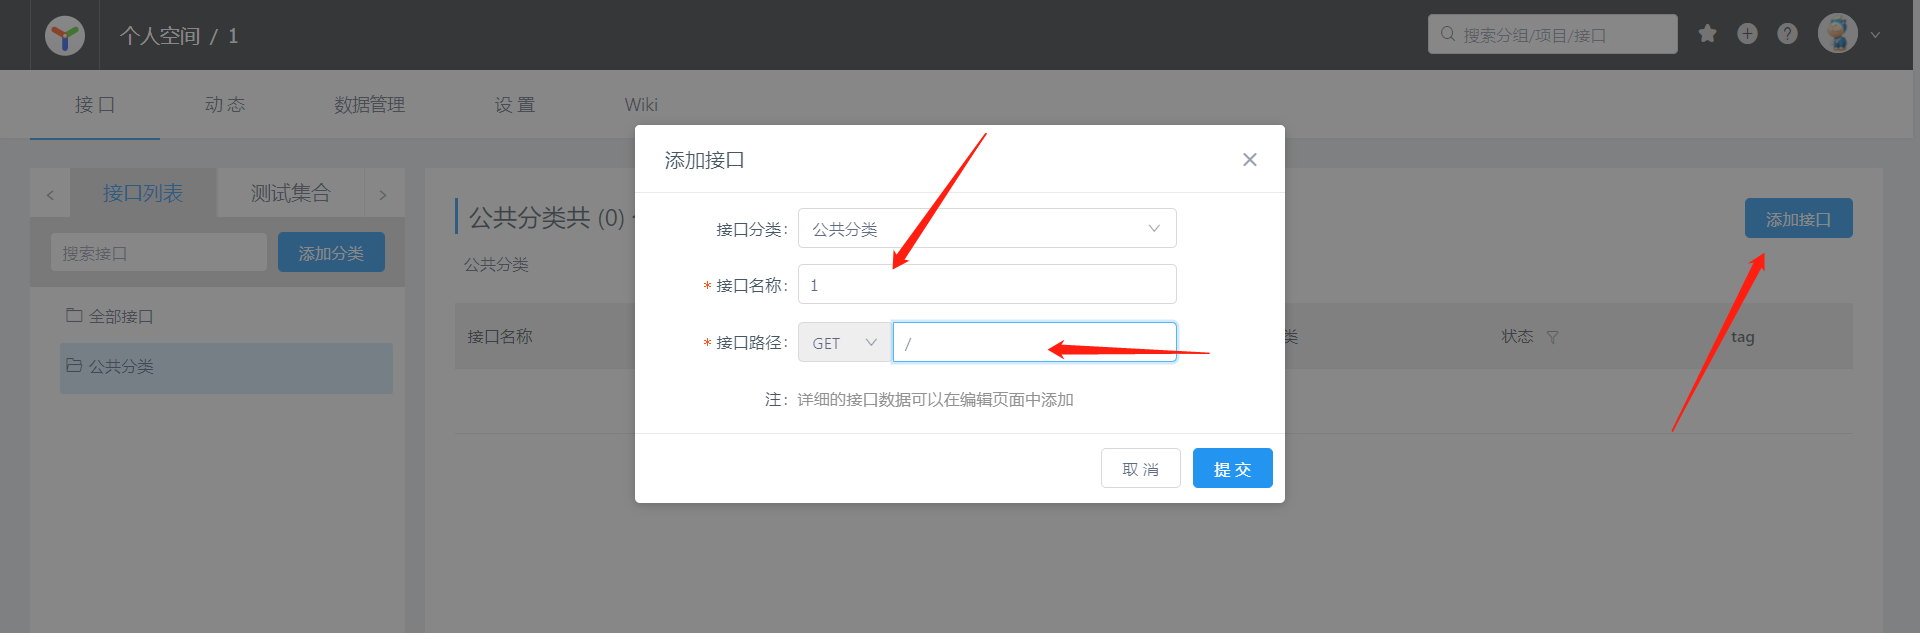 个人空间 / 1
搜索分组/项目/接口
接 口
动 态
数据管理
设 置
Wiki
接口列表
测试集合
搜索接口
添加分类
全部接口
公共分类
公共分类共 (0)
添加接口
公共分类
接口名称
类
状态
tag
添加接口
接口分类:
公共分类
* 接口名称:
1
* 接口路径:
GET
/
注: 详细的接口数据可以在编辑页面中添加
取 消
提 交